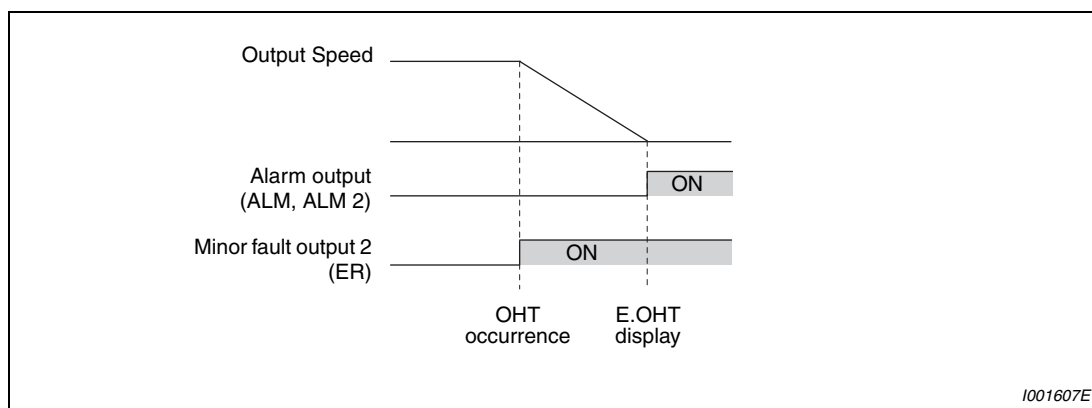 Output Speed
Alarm output
(ALM, ALM 2)
ON
Minor fault output 2
(ER)
ON
OHT
occurrence
E.OHT
display
I001607E